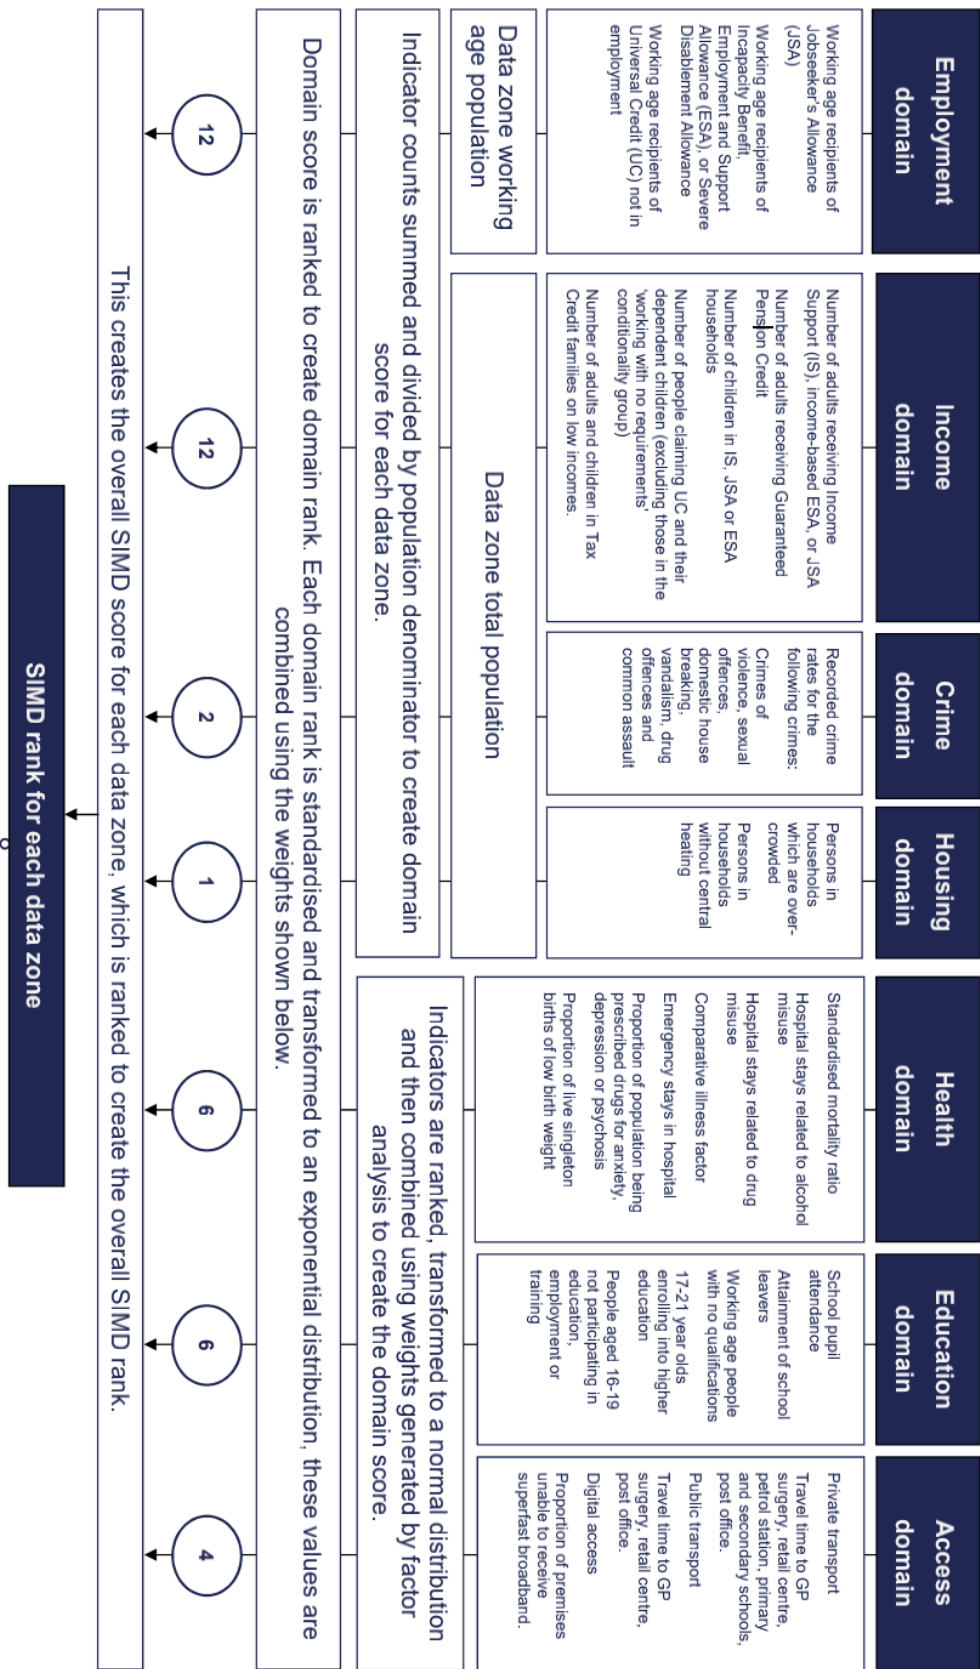 Employment
domain
Income
domain
Crime
domain
Housing
domain
Health
domain
Education
domain
Access
domain
Working age recipients of
Jobseeker's Allowance
(JSA)
Working age recipients of
Incapacity Benefit,
Employment and Support
Allowance (ESA), or Severe
Disablement Allowance
Working age recipients of
Universal Credit (UC) not in
employment
Number of adults receiving Income
Support (IS), income-based ESA, or JSA
Number of adults receiving Guaranteed
Pension Credit
Number of children in IS, JSA or ESA
households
Number of people claiming UC and their
dependent children (excluding those in the
'working with no requirements'
conditionality group)
Number of adults and children in Tax
Credit families on low incomes.
Recorded crime
rates for the
following crimes:
Crimes of
violence, sexual
offences,
domestic house
breaking,
vandalism, drug
offences and
common assault
Persons in
households
which are over-
crowded
Persons in
households
without central
heating
Standardised mortality ratio
Hospital stays related to alcohol
misuse
Hospital stays related to drug
misuse
Comparative illness factor
Emergency stays in hospital
Proportion of population being
prescribed drugs for anxiety,
depression or psychosis
Proportion of live singleton
births of low birth weight
School pupil
attendance
Attainment of school
leavers
Working age people
with no qualifications
17-21 year olds
enrolling into higher
education
People aged 16-19
not participating in
education,
employment or
training
Private transport
Travel time to GP
surgery, retail centre,
petrol station, primary
and secondary schools,
post office.
Public transport
Travel time to GP
surgery, retail centre,
post office.
Digital access
Proportion of premises
unable to receive
superfast broadband.
Data zone working
age population
Data zone total population
Indicator counts summed and divided by population denominator to create domain
score for each data zone.
Indicators are ranked, transformed to a normal distribution
and then combined using weights generated by factor
analysis to create the domain score.
Domain score is ranked to create domain rank. Each domain rank is standardised and transformed to an exponential distribution, these values are
combined using the weights shown below.
12
12
2
1
6
6
4
This creates the overall SIMD score for each data zone, which is ranked to create the overall SIMD rank.
SIMD rank for each data zone